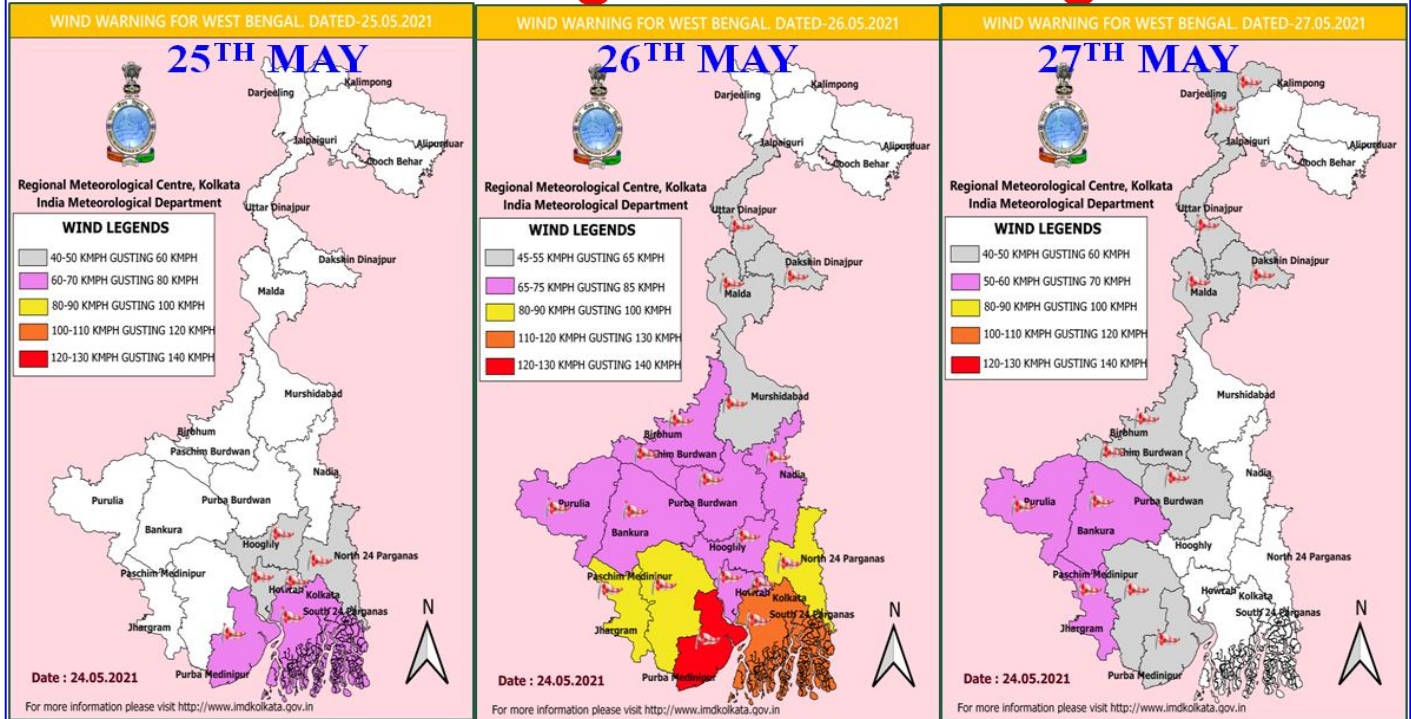 WIND WARNING FOR WEST BENGAL. DATED-25.05.2021
25TH MAY
Kalimpong
Darjeeling
Jalpaiguri
Alipurduar
Cooch Behar
Regional Meteorological Centre, Kolkata
India Meteorological Department
Uttar Dinajpur
WIND LEGENDS
40-50 KMPH GUSTING 60 KMPH
60-70 KMPH GUSTING 80 KMPH
80-90 KMPH GUSTING 100 KMPH
100-110 KMPH GUSTING 120 KMPH
120-130 KMPH GUSTING 140 KMPH
Dakshin Dinajpur
Malda
Murshidabad
Birbhum
Paschim Burdwan
Nadia
Purulia
Purba Burdwan
Bankura
Hooglily
North 24 Parganas
Paschim Medinipur
Howtah
Kolkata
South 24 Parganas
Jhargram
Purba Medinipur
N
Date : 24.05.2021
For more information please visit http://www.imdkolkata.gov.in
WIND WARNING FOR WEST BENGAL. DATED-26.05.2021
26TH MAY
Kalimpong
Darjeeling
Jalpaiguri
Alipurduar
Cooch Behar
Regional Meteorological Centre, Kolkata
India Meteorological Department
Uttar Dinajpur
WIND LEGENDS
45-55 KMPH GUSTING 65 KMPH
65-75 KMPH GUSTING 85 KMPH
80-90 KMPH GUSTING 100 KMPH
110-120 KMPH GUSTING 130 KMPH
120-130 KMPH GUSTING 140 KMPH
Dakshin Dinajpur
Malda
Murshidabad
Birbhum
him Burdwan
Nadia
Purulia
Purba Burdwan
Bankura
Hooglily
North 24 Parganas
Paschim Medinipur
Howtah
Kolkata
South 24 Parganas
Jhargram
Purba Medinipur
N
Date : 24.05.2021
For more information please visit http://www.imdkolkata.gov.in
WIND WARNING FOR WEST BENGAL. DATED-27.05.2021
27TH MAY
Kalimpong
Darjeeling
Jalpaiguri
Alipurduar
Cooch Behar
Regional Meteorological Centre, Kolkata
India Meteorological Department
Uttar Dinajpur
WIND LEGENDS
40-50 KMPH GUSTING 60 KMPH
50-60 KMPH GUSTING 70 KMPH
80-90 KMPH GUSTING 100 KMPH
100-110 KMPH GUSTING 120 KMPH
120-130 KMPH GUSTING 140 KMPH
Dakshin Dinajpur
Malda
Murshidabad
Birbhum
Paschim Burdwan
Nadia
Purulia
Purba Burdwan
Bankura
Hooghly
North 24 Parganas
Paschim Medinipur
Howtah
Kolkata
South 24 Parganas
Jhargram
Purba Medinipur
N
Date : 24.05.2021
For more information please visit http://www.imdkolkata.gov.in